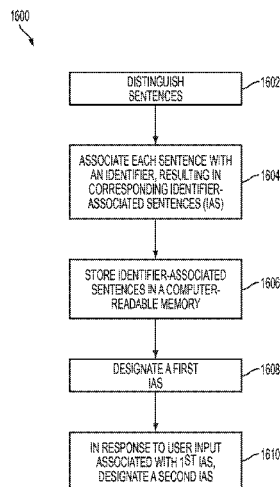 1600
DISTINGUISH
SENTENCES
1602
ASSOCIATE EACH SENTENCE WITH
AN IDENTIFIER, RESULTING IN
CORRESPONDING IDENTIFIER-
ASSOCIATED SENTENCES (IAS)
1604
STORE IDENTIFIER-ASSOCIATED
SENTENCES IN A COMPUTER-
READABLE MEMORY
1606
DESIGNATE A FIRST
IAS
1608
IN RESPONSE TO USER INPUT
ASSOCIATED WITH 1ST IAS,
DESIGNATE A SECOND IAS
1610